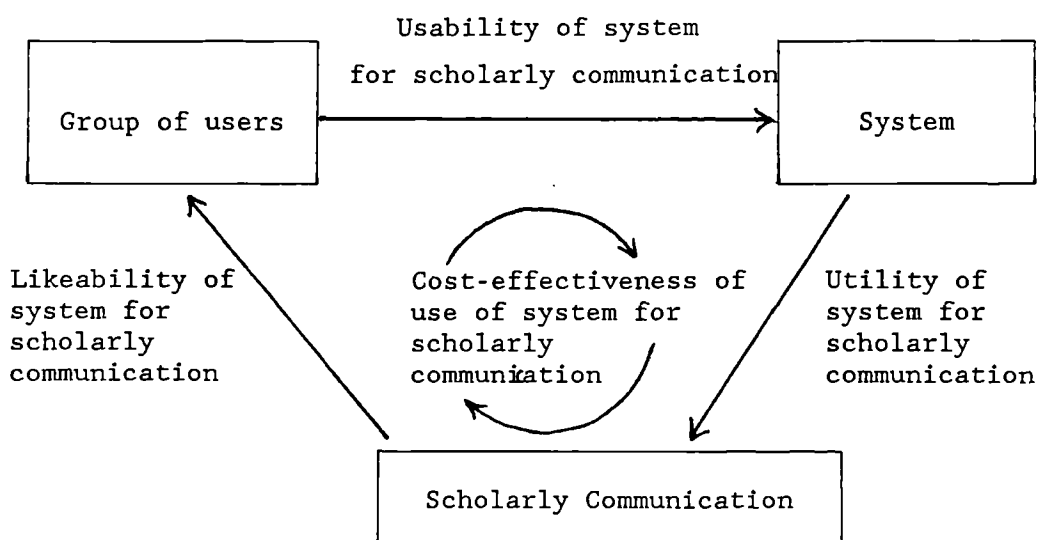 Usability of system
for scholarly communication
Group of users
System
Likeability of
system for
scholarly
communication
Cost-effectiveness of
use of system for
scholarly
communication
Utility of
system for
scholarly
communication
Scholarly Communication